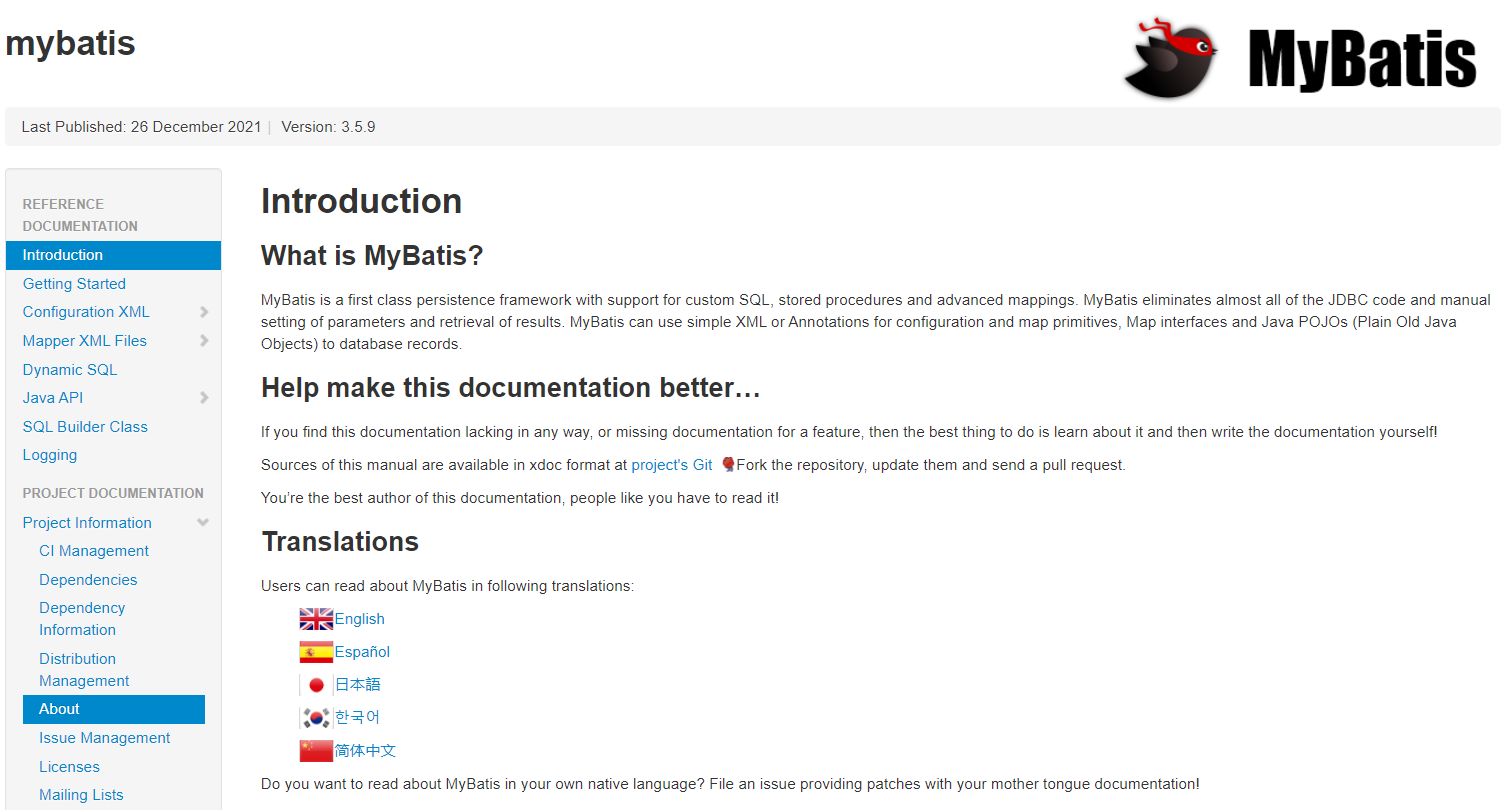 mybatis
MyBatis
Last Published: 26 December 2021 | Version: 3.5.9
REFERENCE
DOCUMENTATION
Introduction
Getting Started
Configuration XML
Mapper XML Files
Dynamic SQL
Java API
SQL Builder Class
Logging
PROJECT DOCUMENTATION
Project Information
CI Management
Dependencies
Dependency
Information
Distribution
Management
About
Issue Management
Licenses
Mailing Lists
Introduction
What is MyBatis?
MyBatis is a first class persistence framework with support for custom SQL, stored procedures and advanced mappings. MyBatis eliminates almost all of the JDBC code and manual
setting of parameters and retrieval of results. MyBatis can use simple XML or Annotations for configuration and map primitives, Map interfaces and Java POJOs (Plain Old Java
Objects) to database records.
Help make this documentation better…
If you find this documentation lacking in any way, or missing documentation for a feature, then the best thing to do is learn about it and then write the documentation yourself!
Sources of this manual are available in xdoc format at project's Git Fork the repository, update them and send a pull request.
You're the best author of this documentation, people like you have to read it!
Translations
Users can read about MyBatis in following translations:
English
Español
日本語
한국어
简体中文
Do you want to read about MyBatis in your own native language? File an issue providing patches with your mother tongue documentation!